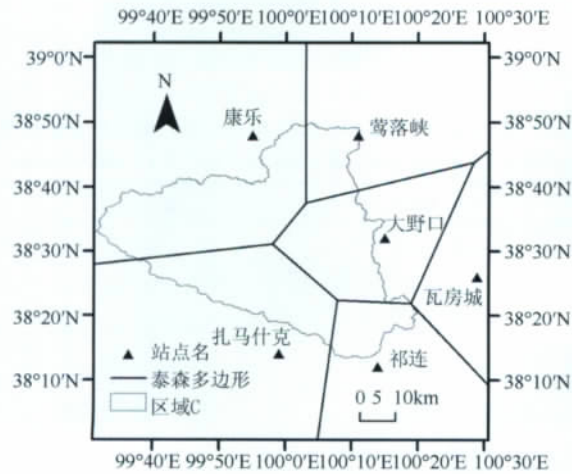 99°40′E 99°50′E 100°0′E 100°10′E 100°20′E 100°30′E
39°0′N 39°0′N
N
康乐 莺落峡
38°50′N 38°50′N
38°40′N 38°40′N
大野口
38°30′N 38°30′N
瓦房城
38°20′N 38°20′N
扎马什克
站点名 祁连
38°10′N 38°10′N
泰森多边形
区域C
0 5 10km
99°40′E 99°50′E 100°0′E 100°10′E 100°20′E 100°30′E